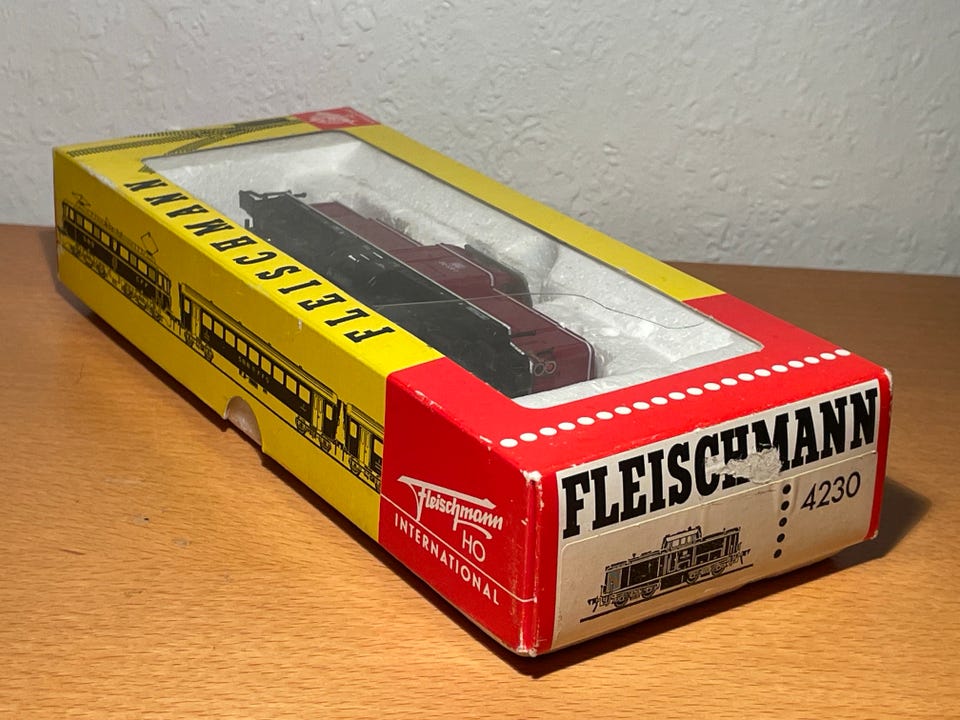 FLEISCHMANN
Fleischmann
HO
INTERNATIONAL
FLEISCHMANN
4230